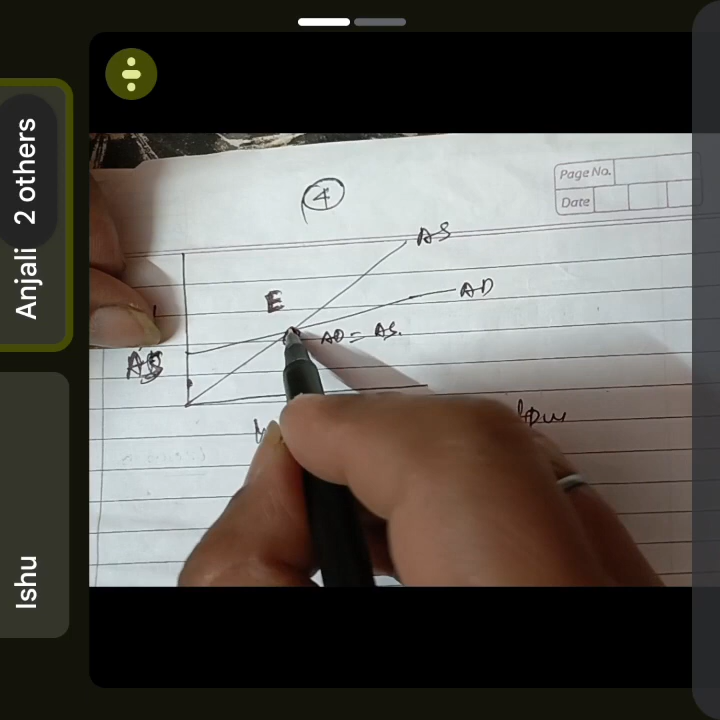 Anjali 2 others
Ishu
Page No.
Date
4
AS
AD
E
AD = AS.